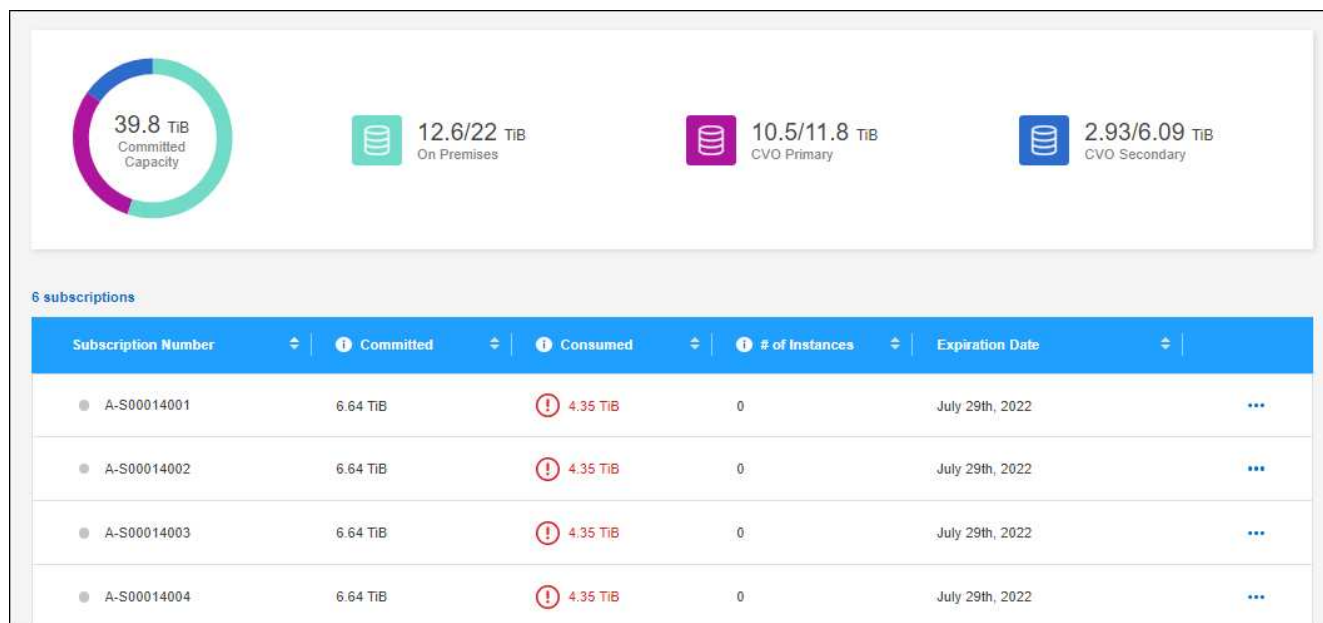 39.8 TiB
Committed
Capacity
12.6/22 TiB
On Premises
10.5/11.8 TiB
CVO Primary
2.93/6.09 TiB
CVO Secondary
6 subscriptions
Subscription Number Committed Consumed # of Instances Expiration Date
A-S00014001 6.64 TiB 4.35 TiB 0 July 29th, 2022
A-S00014002 6.64 TiB 4.35 TiB 0 July 29th, 2022
A-S00014003 6.64 TiB 4.35 TiB 0 July 29th, 2022
A-S00014004 6.64 TiB 4.35 TiB 0 July 29th, 2022